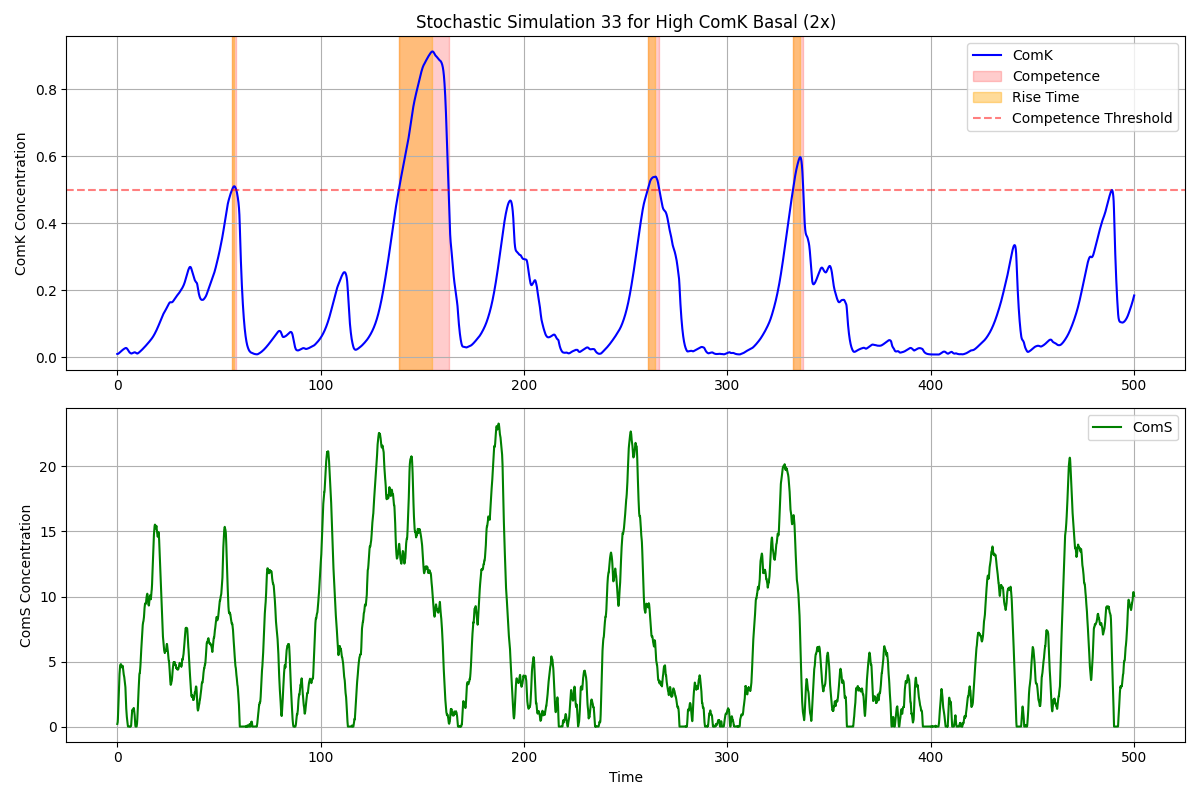 Stochastic Simulation 33 for High ComK Basal (2x)
ComK Concentration
0.8
0.6
0.4
0.2
0.0
ComK
Competence
Rise Time
Competence Threshold
0 100 200 300 400 500
ComS Concentration
20
15
10
5
0
ComS
0 100 200 300 400 500
Time